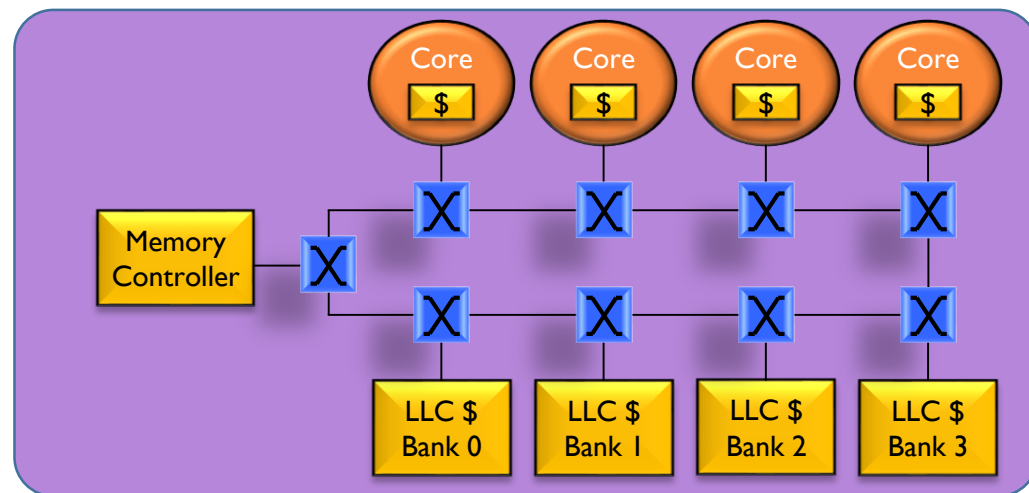 Core
$
Core
$
Core
$
Core
$
Memory
Controller
LLC $
Bank 0
LLC $
Bank 1
LLC $
Bank 2
LLC $
Bank 3